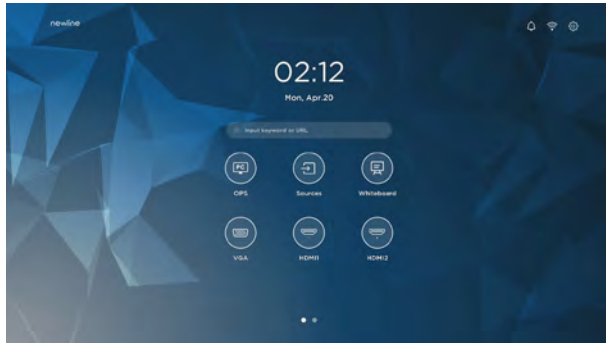 newline
02:12
Mon, Apr.20
Input keyword or URL
PC
OPS
Sources
Whiteboard
VGA
HDMI1
HDMI2